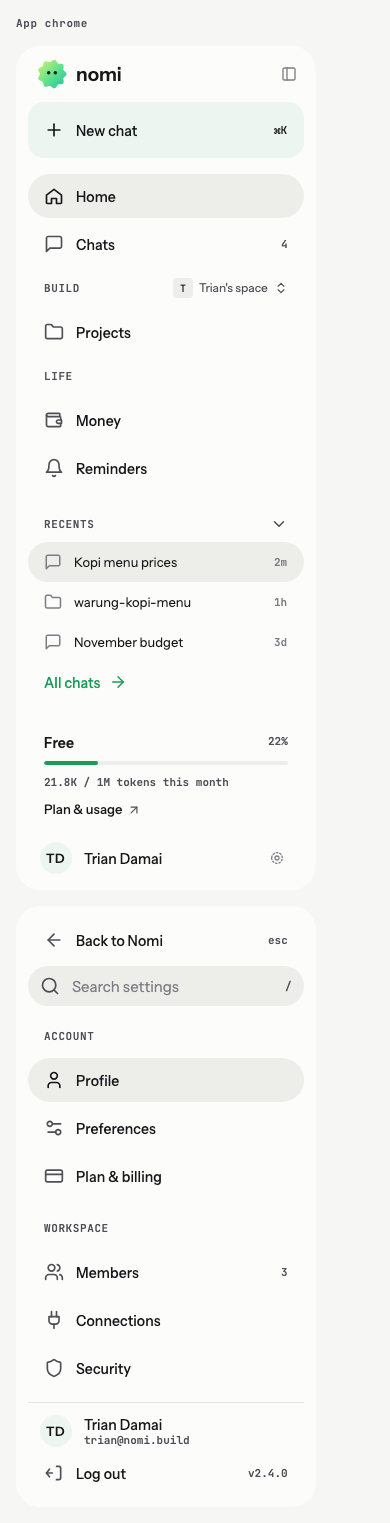 App chrome
nomi
New chat ⌘K
Home
Chats 4
BUILD T Trian's space
Projects
LIFE
Money
Reminders
RECENTS
Kopi menu prices 2m
warung-kopi-menu 1h
November budget 3d
All chats
Free 22%
21.8K / 1M tokens this month
Plan & usage
TD Trian Damai
Back to Nomi esc
Search settings /
ACCOUNT
Profile
Preferences
Plan & billing
WORKSPACE
Members 3
Connections
Security
TD Trian Damai
trian@nomi.build
Log out v2.4.0